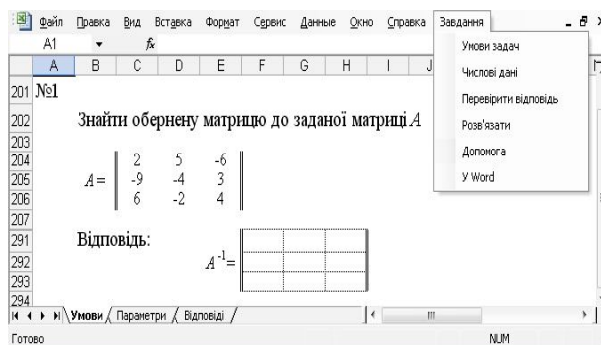 Файл Правка Вид Вставка Формат Сервис Данные Окно Справка Завдання
A1 fx
A B C D E F G H I J
Умови задач
Числові дані
Перевірити відповідь
Розв'язати
Допомога
У Word
201 №1
202 Знайти обернену матрицю до заданої матриці A
203
204 2 5 -6
205 A = -9 -4 3
206 6 -2 4
207
291 Відповідь:
292 A⁻¹=
293
294
Умови Параметри Відповіді
Готово NUM